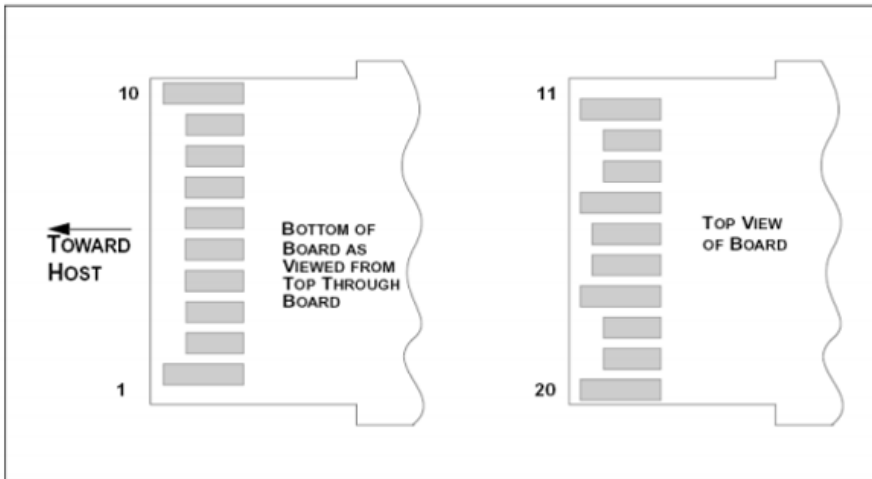 10
TOWARD
HOST
1
BOTTOM OF
BOARD AS
VIEWED FROM
TOP THROUGH
BOARD
11
TOP VIEW
OF BOARD
20